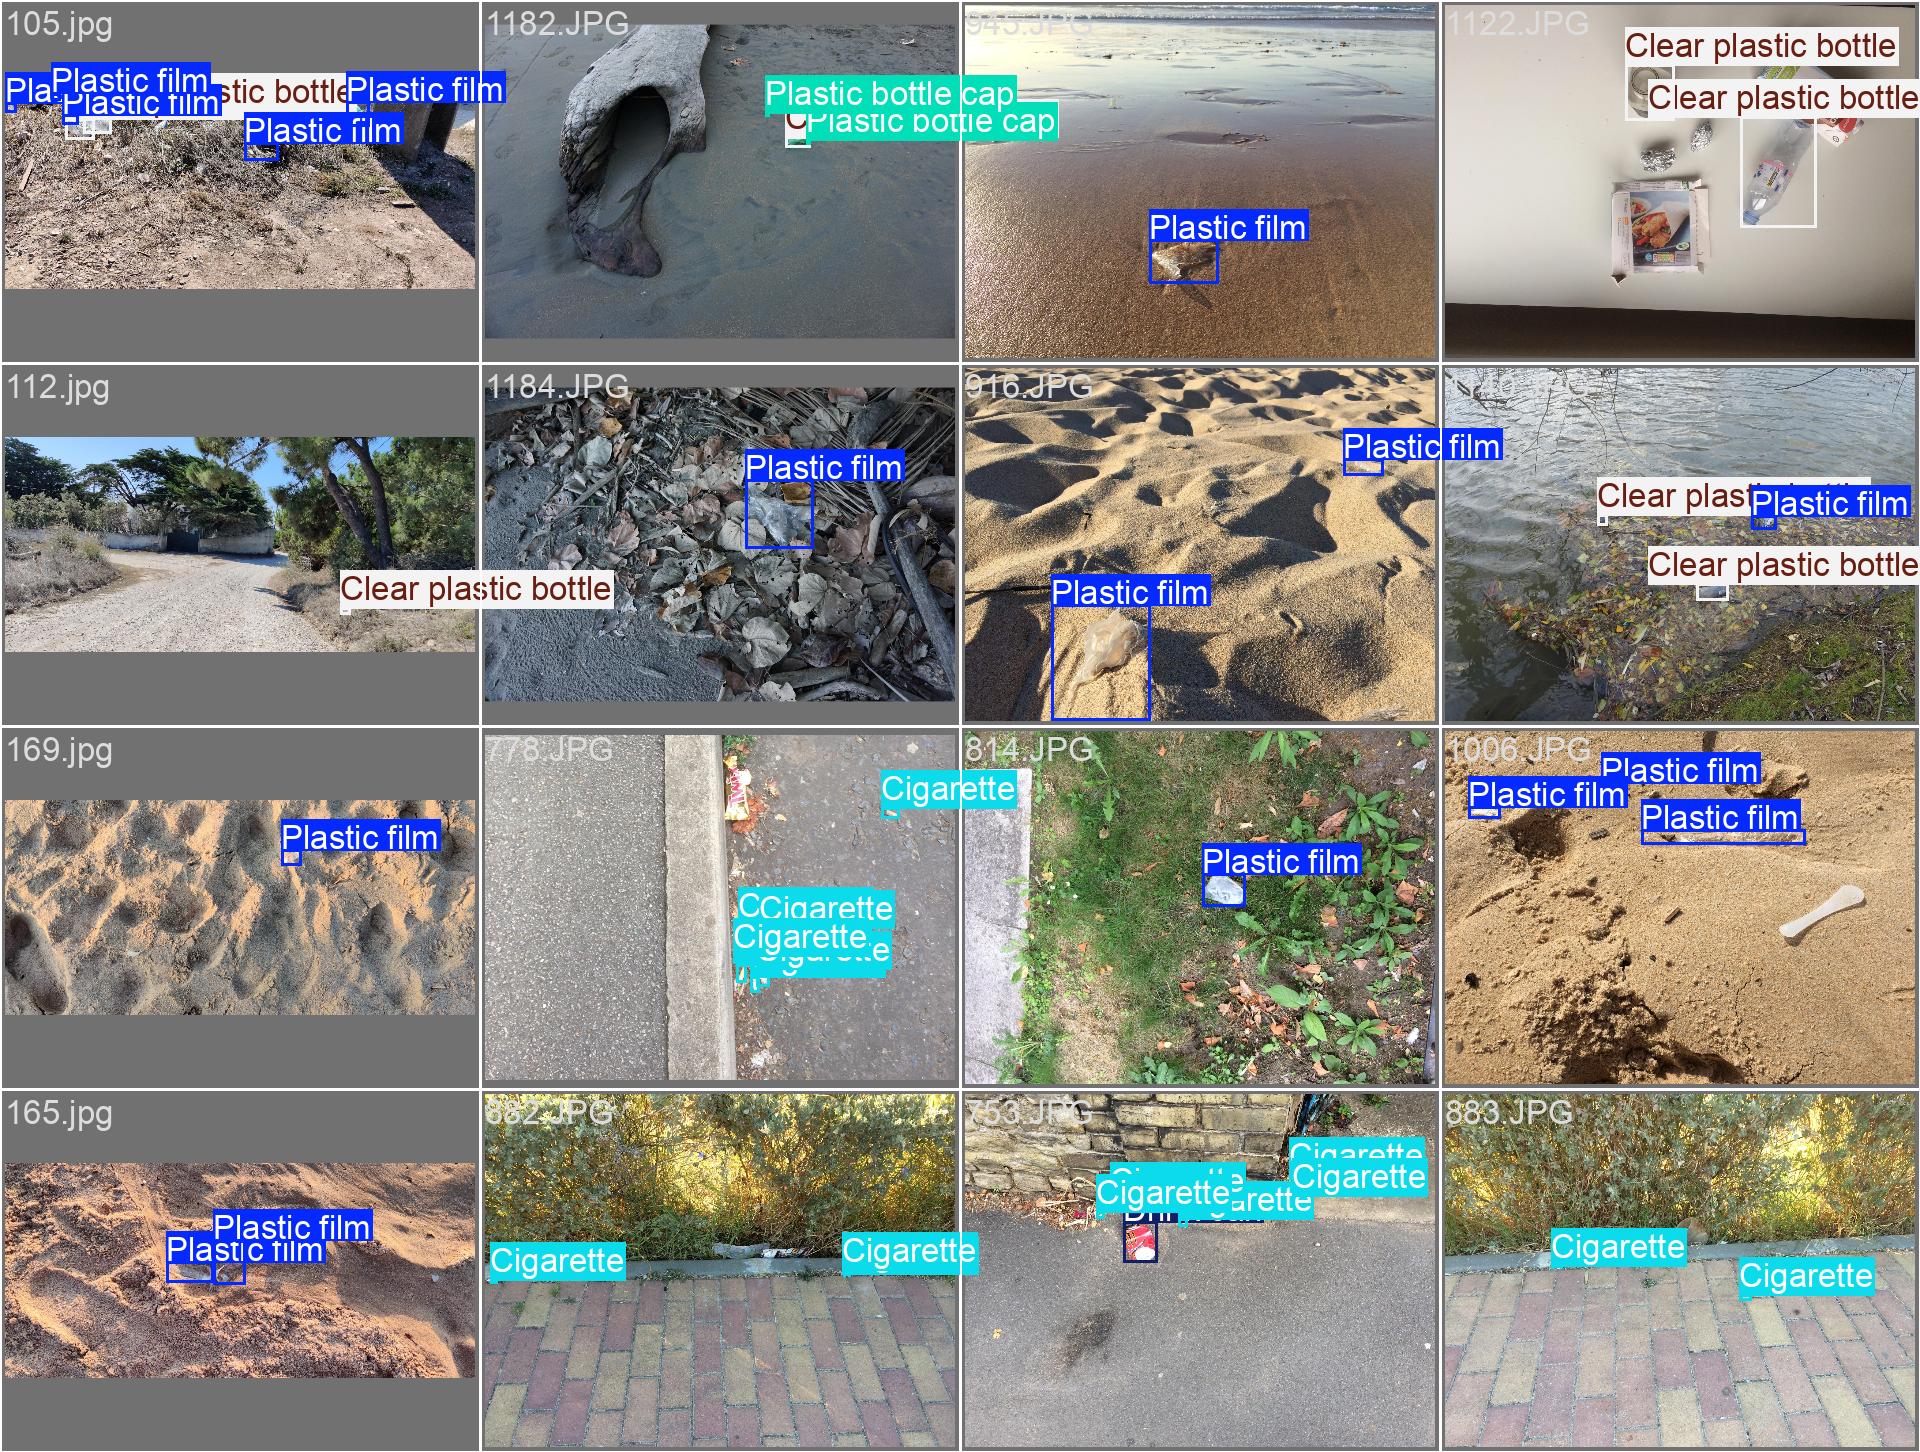 105.jpg
Plastic film
Plastic film
Plastic film
Plastic film
1182.JPG
Plastic bottle cap
Plastic bottle cap
945.JPG
Plastic film
1122.JPG
Clear plastic bottle
Clear plastic bottle
112.jpg
Clear plastic bottle
1184.JPG
Plastic film
916.JPG
Plastic film
Plastic film
Plastic film
Clear plastic bottle
169.jpg
Plastic film
778.JPG
Cigarette
Cigarette
Cigarette
Cigarette
814.JPG
Plastic film
1006.JPG
Plastic film
Plastic film
Plastic film
165.jpg
Plastic film
Plastic film
882.JPG
Cigarette
Cigarette
753.JPG
Cigarette
Cigarette
Cigarette
883.JPG
Cigarette
Cigarette